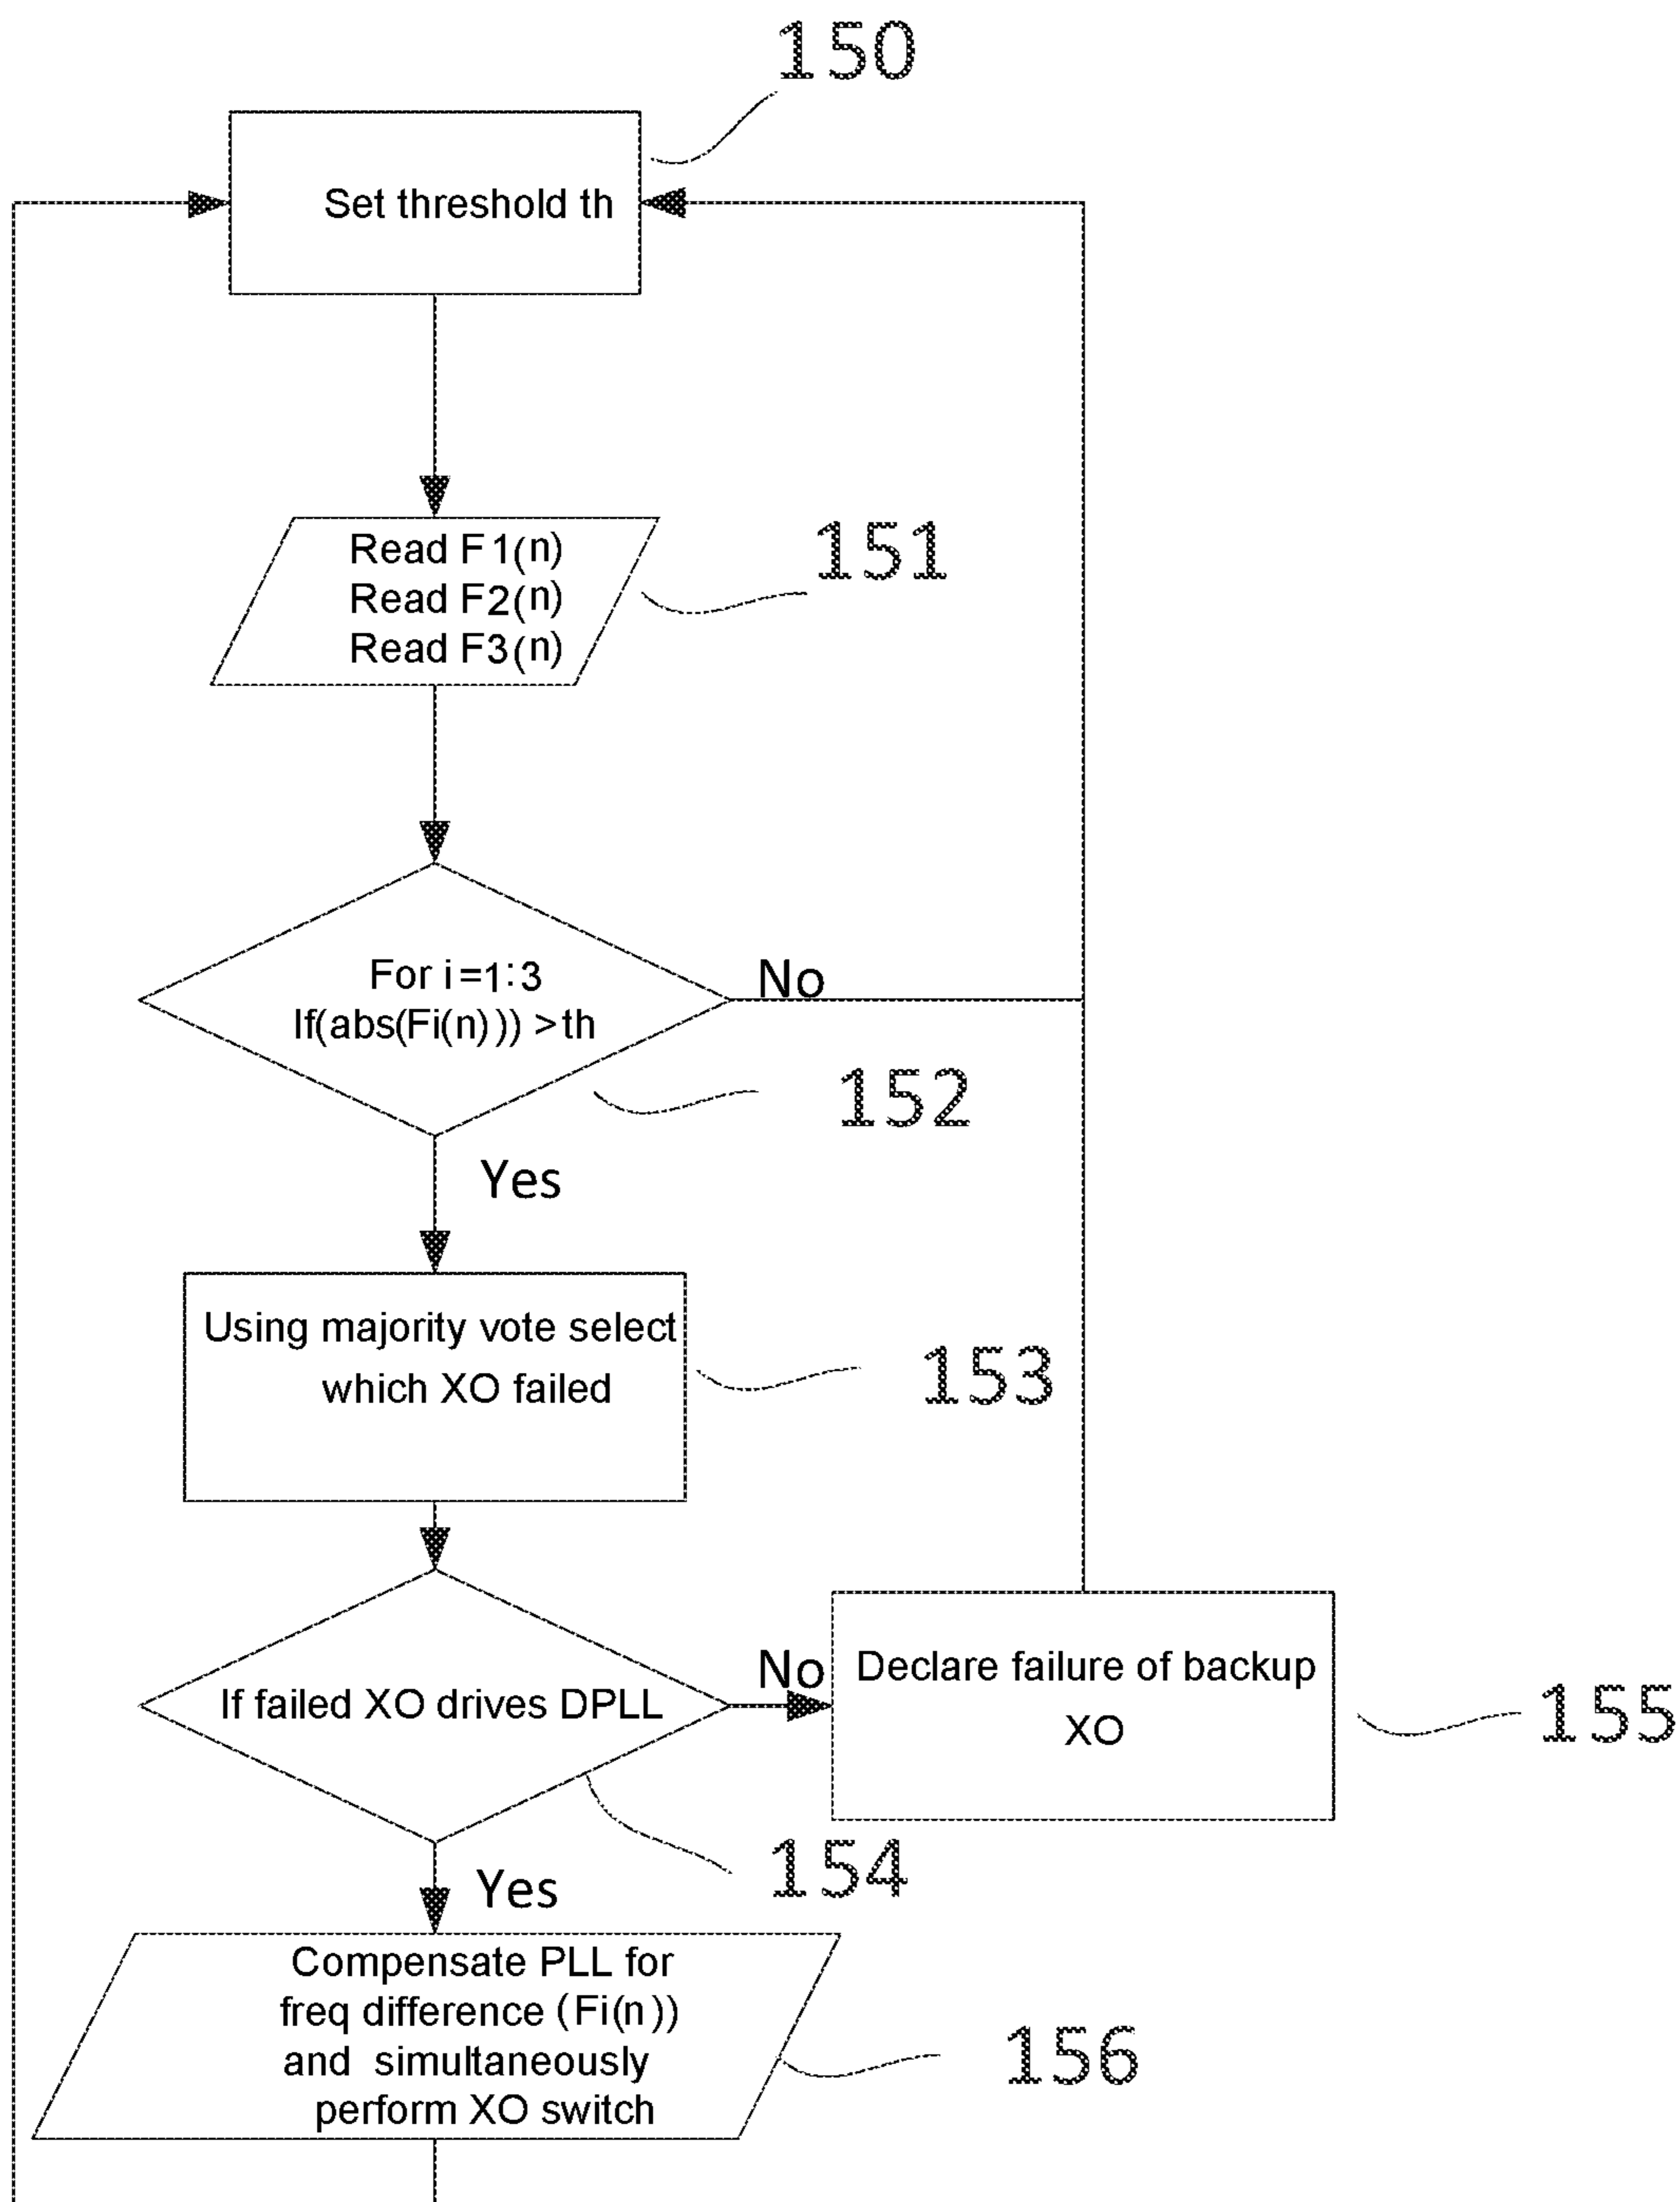 150
Set threshold th
Read F1(n)
Read F2(n)
Read F3(n)
151
For i=1:3
If(abs(Fi(n))) >th
No
152
Yes
Using majority vote select
which XO failed
153
If failed XO drives DPLL
No
Declare failure of backup
XO
155
154
Yes
Compensate PLL for
freq difference (Fi(n))
and simultaneously
perform XO switch
156